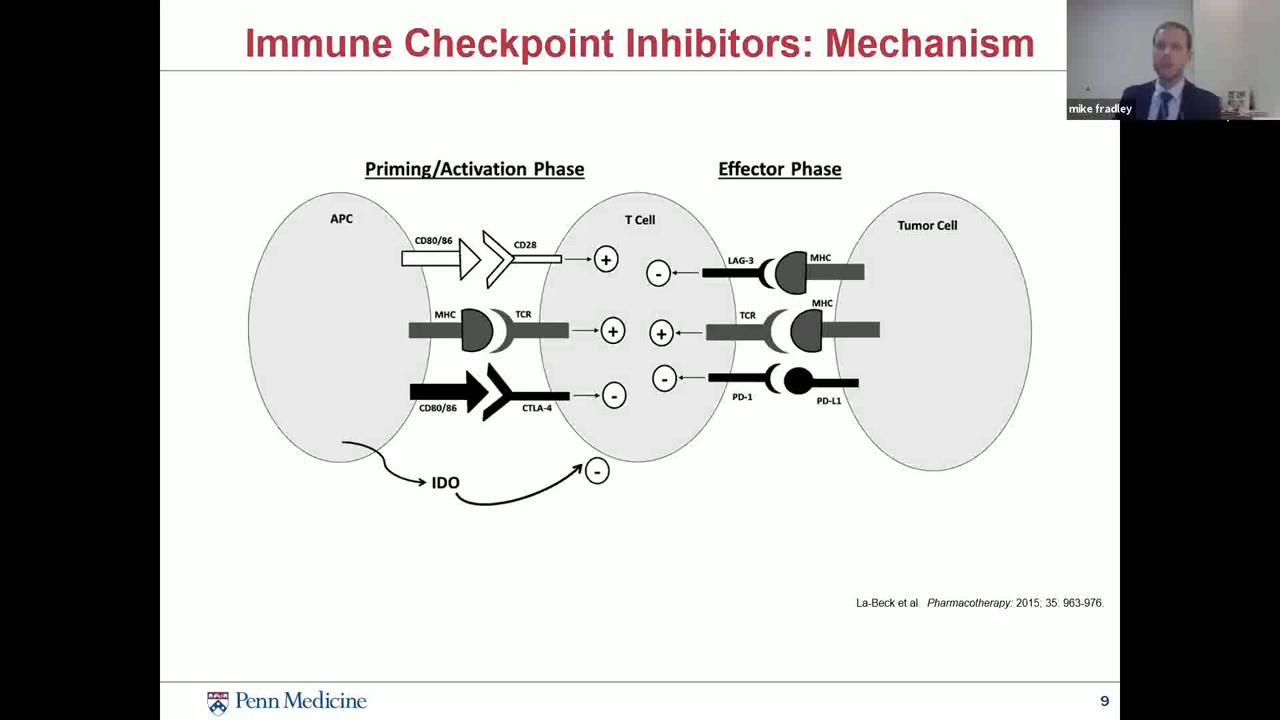 Immune Checkpoint Inhibitors: Mechanism
mike fradley
Priming/Activation Phase
Effector Phase
APC
T Cell
Tumor Cell
CD80/86
CD28
+
-
LAG-3
MHC
MHC
TCR
+
+
TCR
MHC
CD80/86
CTLA-4
-
-
PD-1
PD-L1
IDO
-
La-Beck et al. Pharmacotherapy: 2015; 35: 963-976.
Penn Medicine
9